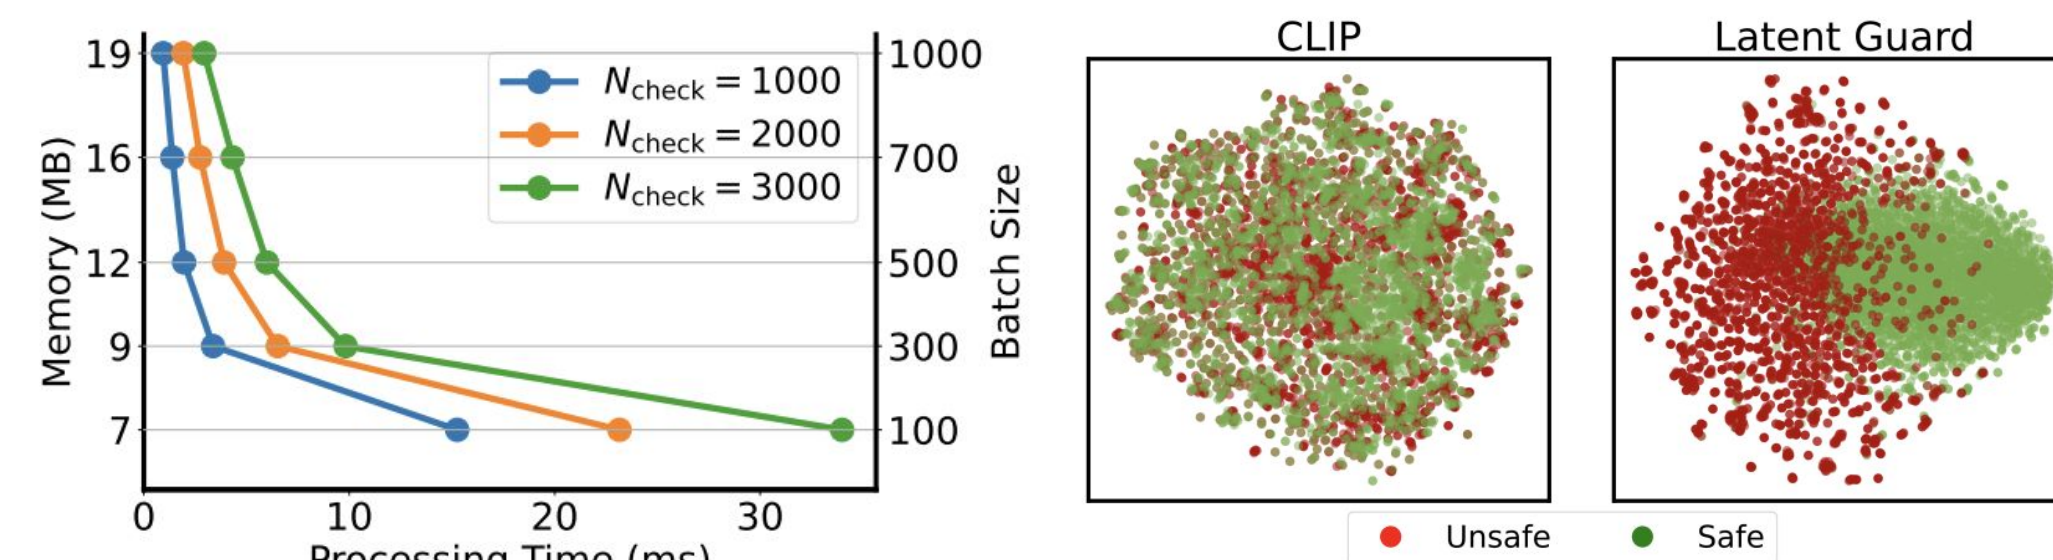 19
16
12
9
7
Memory (MB)
1000
700
500
300
100
Batch Size
N_check = 1000
N_check = 2000
N_check = 3000
0 10 20 30
Processing Time (ms)
CLIP
Latent Guard
Unsafe Safe